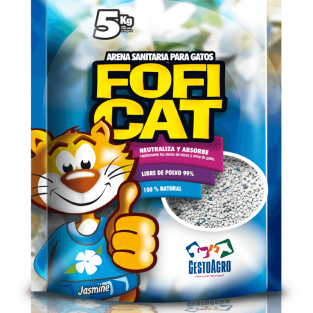 5Kg
ARENA SANITARIA PARA GATOS
FOFI
CAT
NEUTRALIZA Y ABSORBE
LIBRE DE POLVO 99%
100% NATURAL
GESTOAGRO
Jasmine